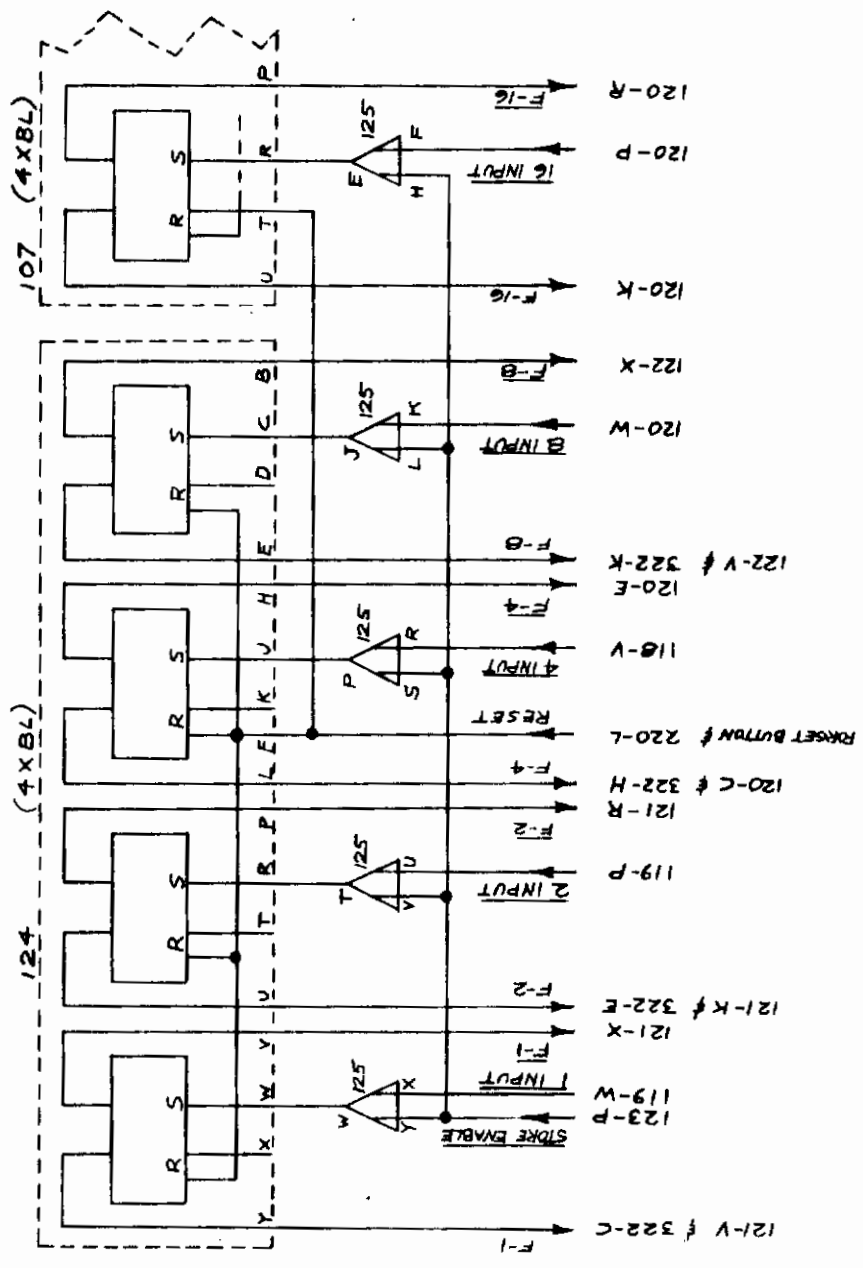 107 (4XBL)
P
S
R
R
T
U
125
E
F
H
F-16
120-R
16 INPUT
120-P
F-16
120-K
124 (4XBL)
B
S
C
R
D
E
125
J
K
L
F-8
122-X
8 INPUT
120-W
F-8
122-V & 322-K
H
S
J
K
R
E
L
125
P
R
S
F-4
120-E
4 INPUT
118-V
RESET
220-L
F-4
120-C & 322-H
P
S
R
T
R
U
125
T
U
V
F-2
121-R
2 INPUT
119-P
F-2
121-K & 322-E
V
S
W
R
X
Y
125
W
X
Y
F-1
121-X
1 INPUT
119-W
STORE ENABLE
123-P
F-1
121-V & 322-C